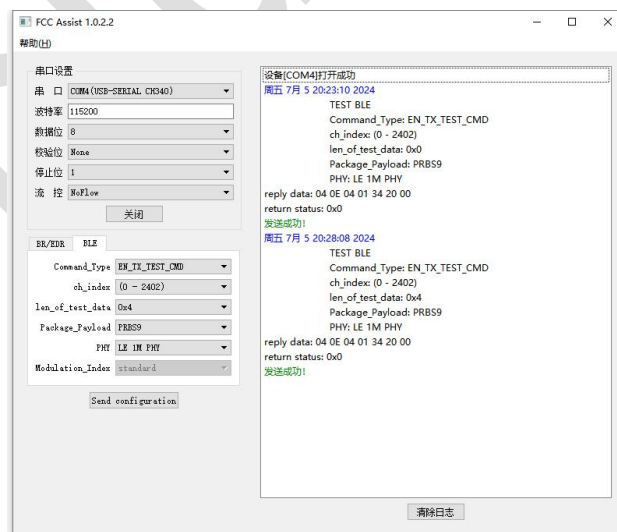 FCC Assist 1.0.2.2
帮助(H)
串口设置
串 口 COM4(USB-SERIAL CH340)
波特率 115200
数据位 8
校验位 None
停止位 1
流 控 NoFlow
关闭
BR/EDR BLE
Command_Type EN_TX_TEST_CMD
ch_index (0 - 2402)
len_of_test_data 0x4
Package_Payload PRBS9
PHY LE 1M PHY
Modulation_Index standard
Send configuration
设备[COM4]打开成功
周五 7月 5 20:23:10 2024
TEST BLE
Command_Type: EN_TX_TEST_CMD
ch_index: (0 - 2402)
len_of_test_data: 0x0
Package_Payload: PRBS9
PHY: LE 1M PHY
reply data: 04 0E 04 01 34 20 00
return status: 0x0
发送成功!
周五 7月 5 20:28:08 2024
TEST BLE
Command_Type: EN_TX_TEST_CMD
ch_index: (0 - 2402)
len_of_test_data: 0x4
Package_Payload: PRBS9
PHY: LE 1M PHY
reply data: 04 0E 04 01 34 20 00
return status: 0x0
发送成功!
清除日志